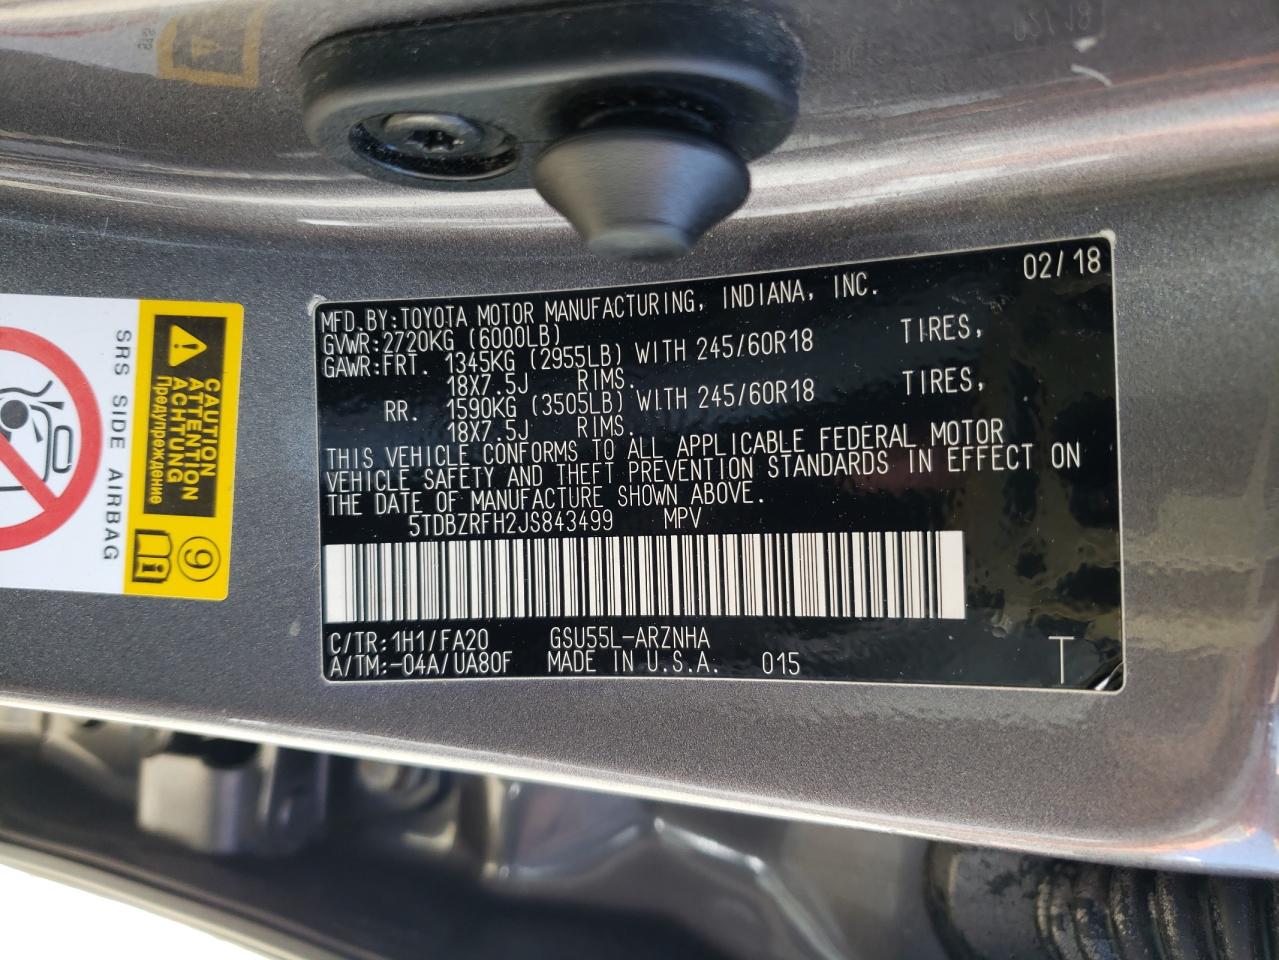 MFD.BY:TOYOTA MOTOR MANUFACTURING, INDIANA, INC. 02/18
GVWR:2720KG (6000LB)
GAWR:FRT. 1345KG (2955LB) WITH 245/60R18 TIRES,
18X7.5J RIMS.
RR. 1590KG (3505LB) WITH 245/60R18 TIRES,
18X7.5J RIMS.
THIS VEHICLE CONFORMS TO ALL APPLICABLE FEDERAL MOTOR
VEHICLE SAFETY AND THEFT PREVENTION STANDARDS IN EFFECT ON
THE DATE OF MANUFACTURE SHOWN ABOVE.
5TDBZRFH2JS843499 MPV
C/TR:1H1/FA20 GSU55L-ARZNHA
A/TM:-04A/UA80F MADE IN U.S.A. 015 T
CAUTION
ATTENTION
ACHTUNG
Предупреждение
9
i
SRS SIDE AIRBAG